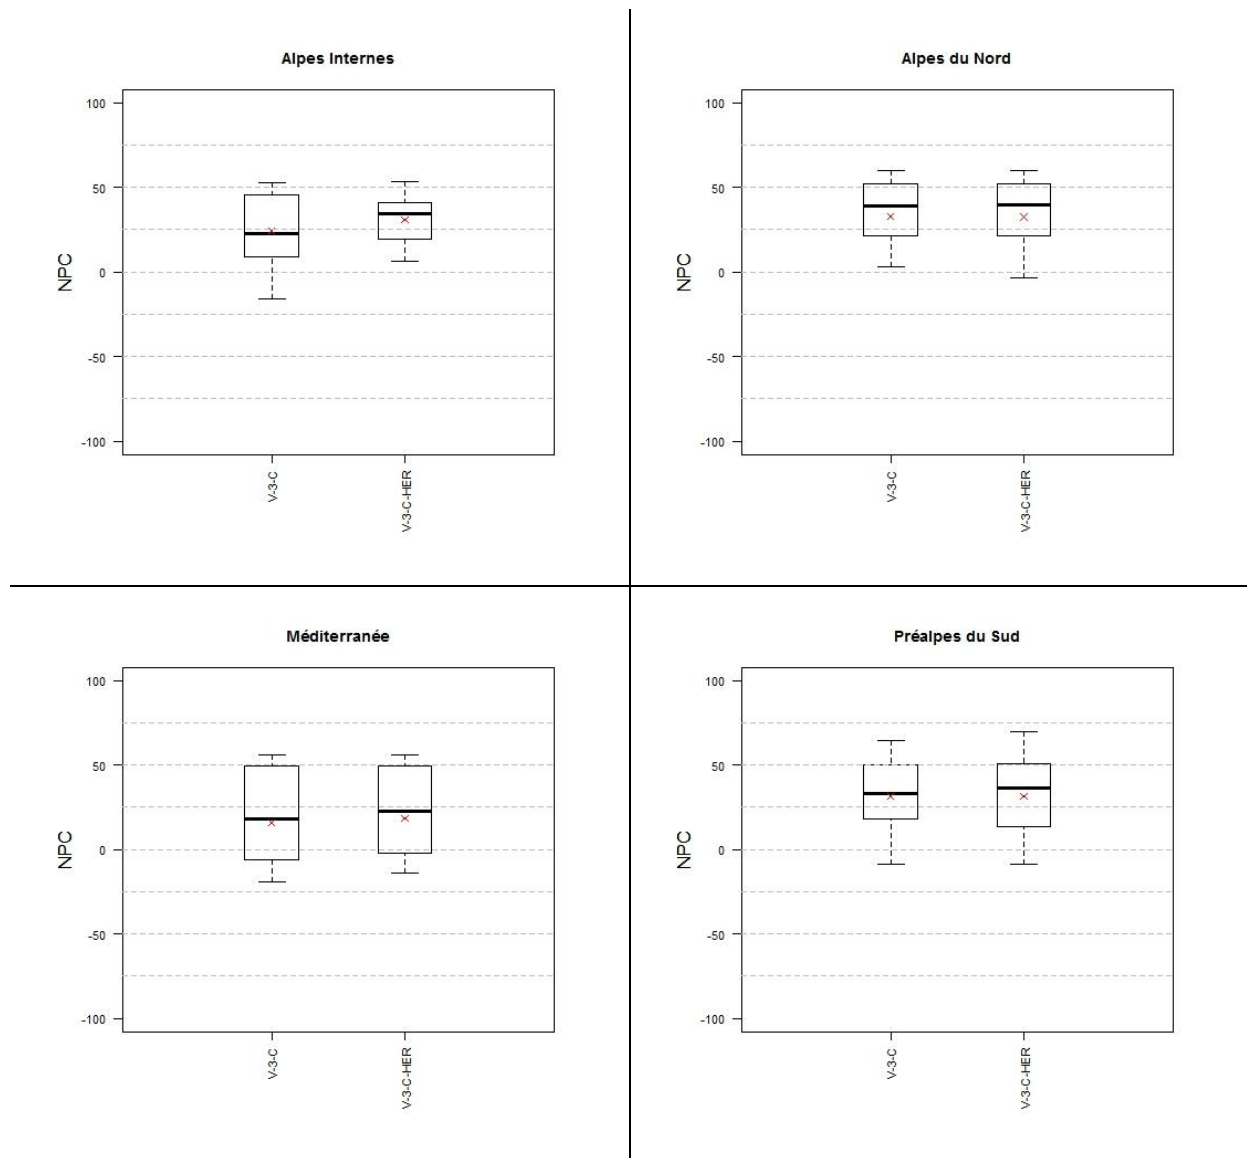 Alpes Internes
100
50
0
-50
-100
NPC
V-3-C
V-3-C-HER
Alpes du Nord
100
50
0
-50
-100
NPC
V-3-C
V-3-C-HER
Méditerranée
100
50
0
-50
-100
NPC
V-3-C
V-3-C-HER
Préalpes du Sud
100
50
0
-50
-100
NPC
V-3-C
V-3-C-HER